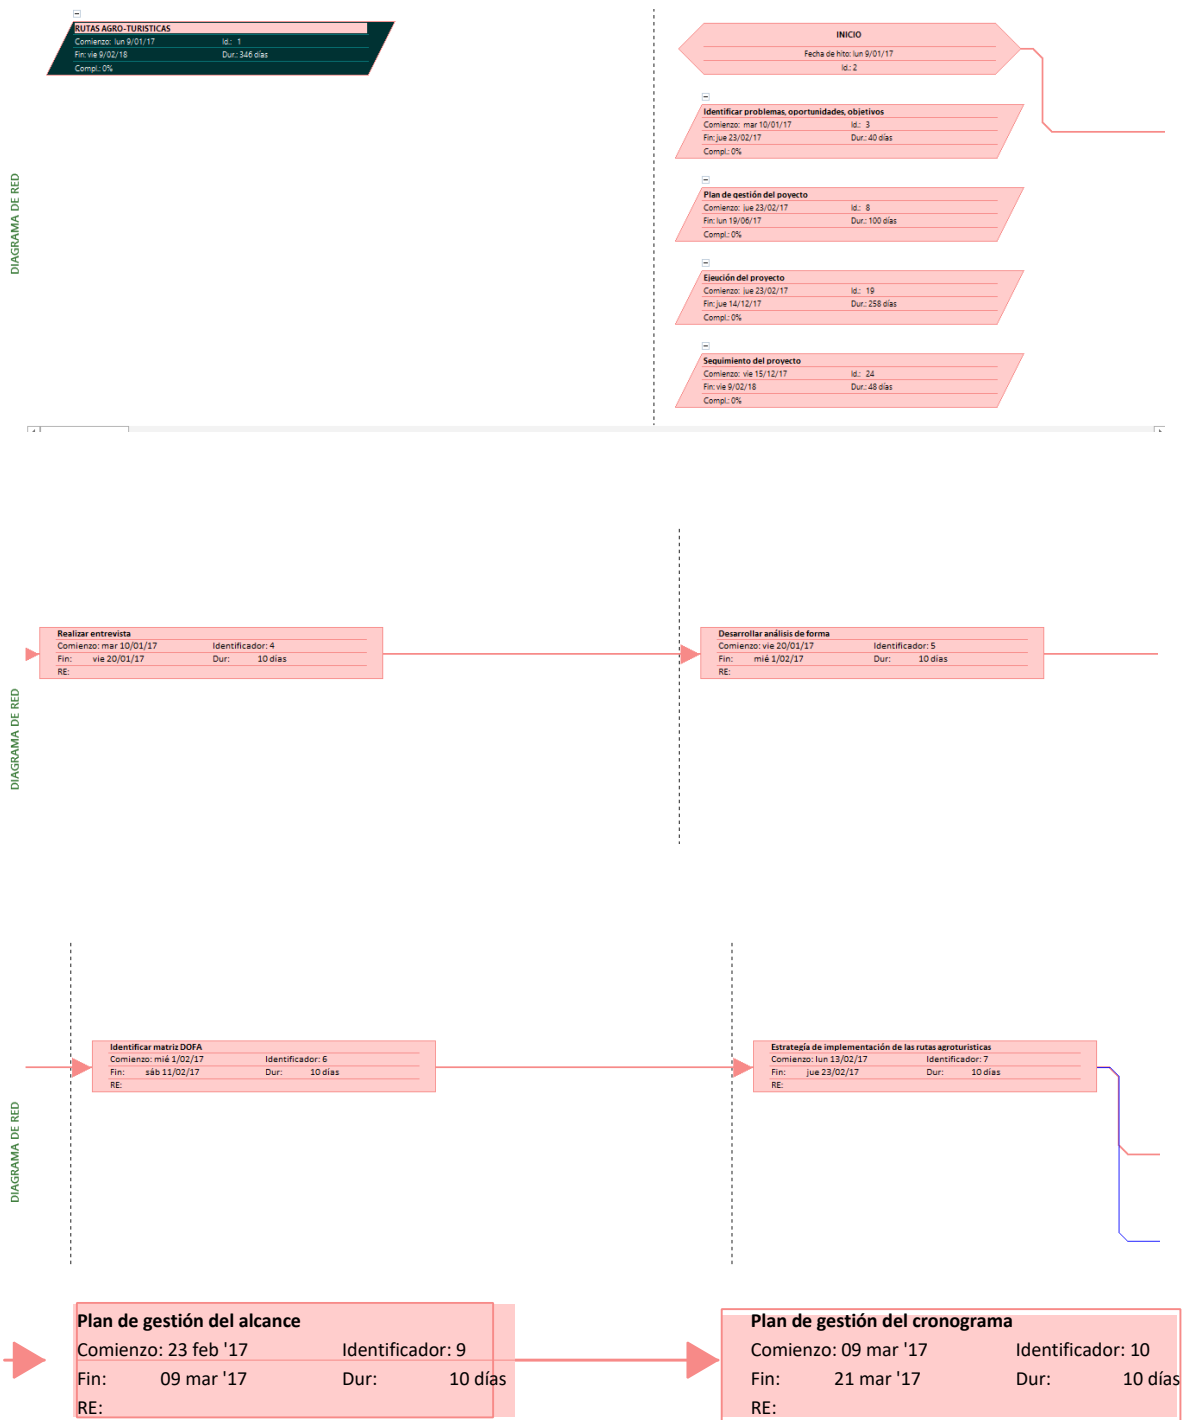 DIAGRAMA DE RED
RUTAS AGRO-TURISTICAS
Comienzo: lun 9/01/17 Id.: 1
Fin: vie 9/02/18 Dur.: 346 días
Compl.: 0%
INICIO
Fecha de hito: lun 9/01/17
Id.: 2
Identificar problemas, oportunidades, objetivos
Comienzo: mar 10/01/17 Id.: 3
Fin: jue 23/02/17 Dur.: 40 días
Compl.: 0%
Plan de gestión del poyecto
Comienzo: jue 23/02/17 Id.: 8
Fin: lun 19/06/17 Dur.: 100 días
Compl.: 0%
Ejeución del proyecto
Comienzo: jue 23/02/17 Id.: 19
Fin: jue 14/12/17 Dur.: 258 días
Compl.: 0%
Seguimiento del proyecto
Comienzo: vie 15/12/17 Id.: 24
Fin: vie 9/02/18 Dur.: 48 días
Compl.: 0%
DIAGRAMA DE RED
Realizar entrevista
Comienzo: mar 10/01/17 Identificador: 4
Fin: vie 20/01/17 Dur: 10 días
RE:
Desarrollar análisis de forma
Comienzo: vie 20/01/17 Identificador: 5
Fin: mié 1/02/17 Dur: 10 días
RE:
DIAGRAMA DE RED
Identificar matriz DOFA
Comienzo: mié 1/02/17 Identificador: 6
Fin: sáb 11/02/17 Dur: 10 días
RE:
Estrategía de implementación de las rutas agroturisticas
Comienzo: lun 13/02/17 Identificador: 7
Fin: jue 23/02/17 Dur: 10 días
RE:
Plan de gestión del alcance
Comienzo: 23 feb '17 Identificador: 9
Fin: 09 mar '17 Dur: 10 días
RE:
Plan de gestión del cronograma
Comienzo: 09 mar '17 Identificador: 10
Fin: 21 mar '17 Dur: 10 días
RE: